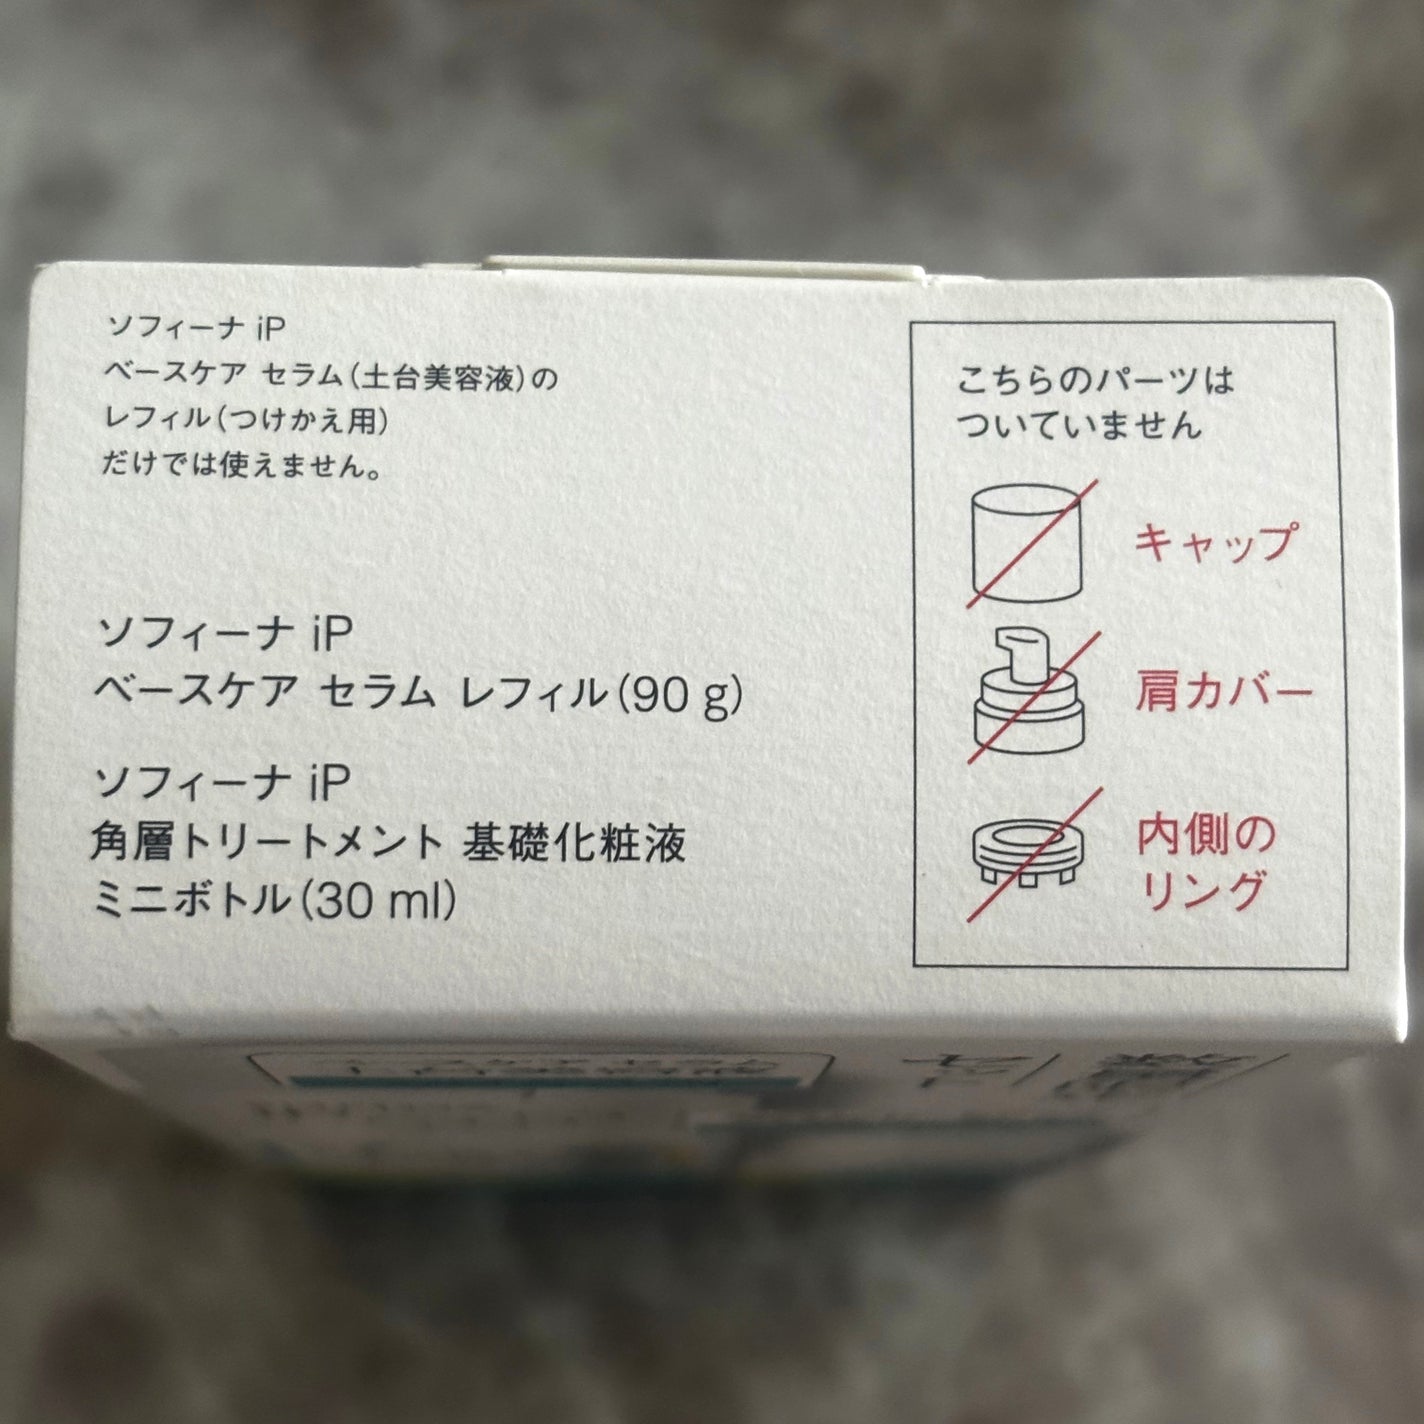 ソフィーナ iP
ベースケア セラム(土台美容液)の
レフィル(つけかえ用)
だけでは使えません。
ソフィーナ iP
ベースケア セラム レフィル(90 g)
ソフィーナ iP
角層トリートメント 基礎化粧液
ミニボトル(30 ml)
こちらのパーツは
ついていません
キャップ
肩カバー
内側の
リング